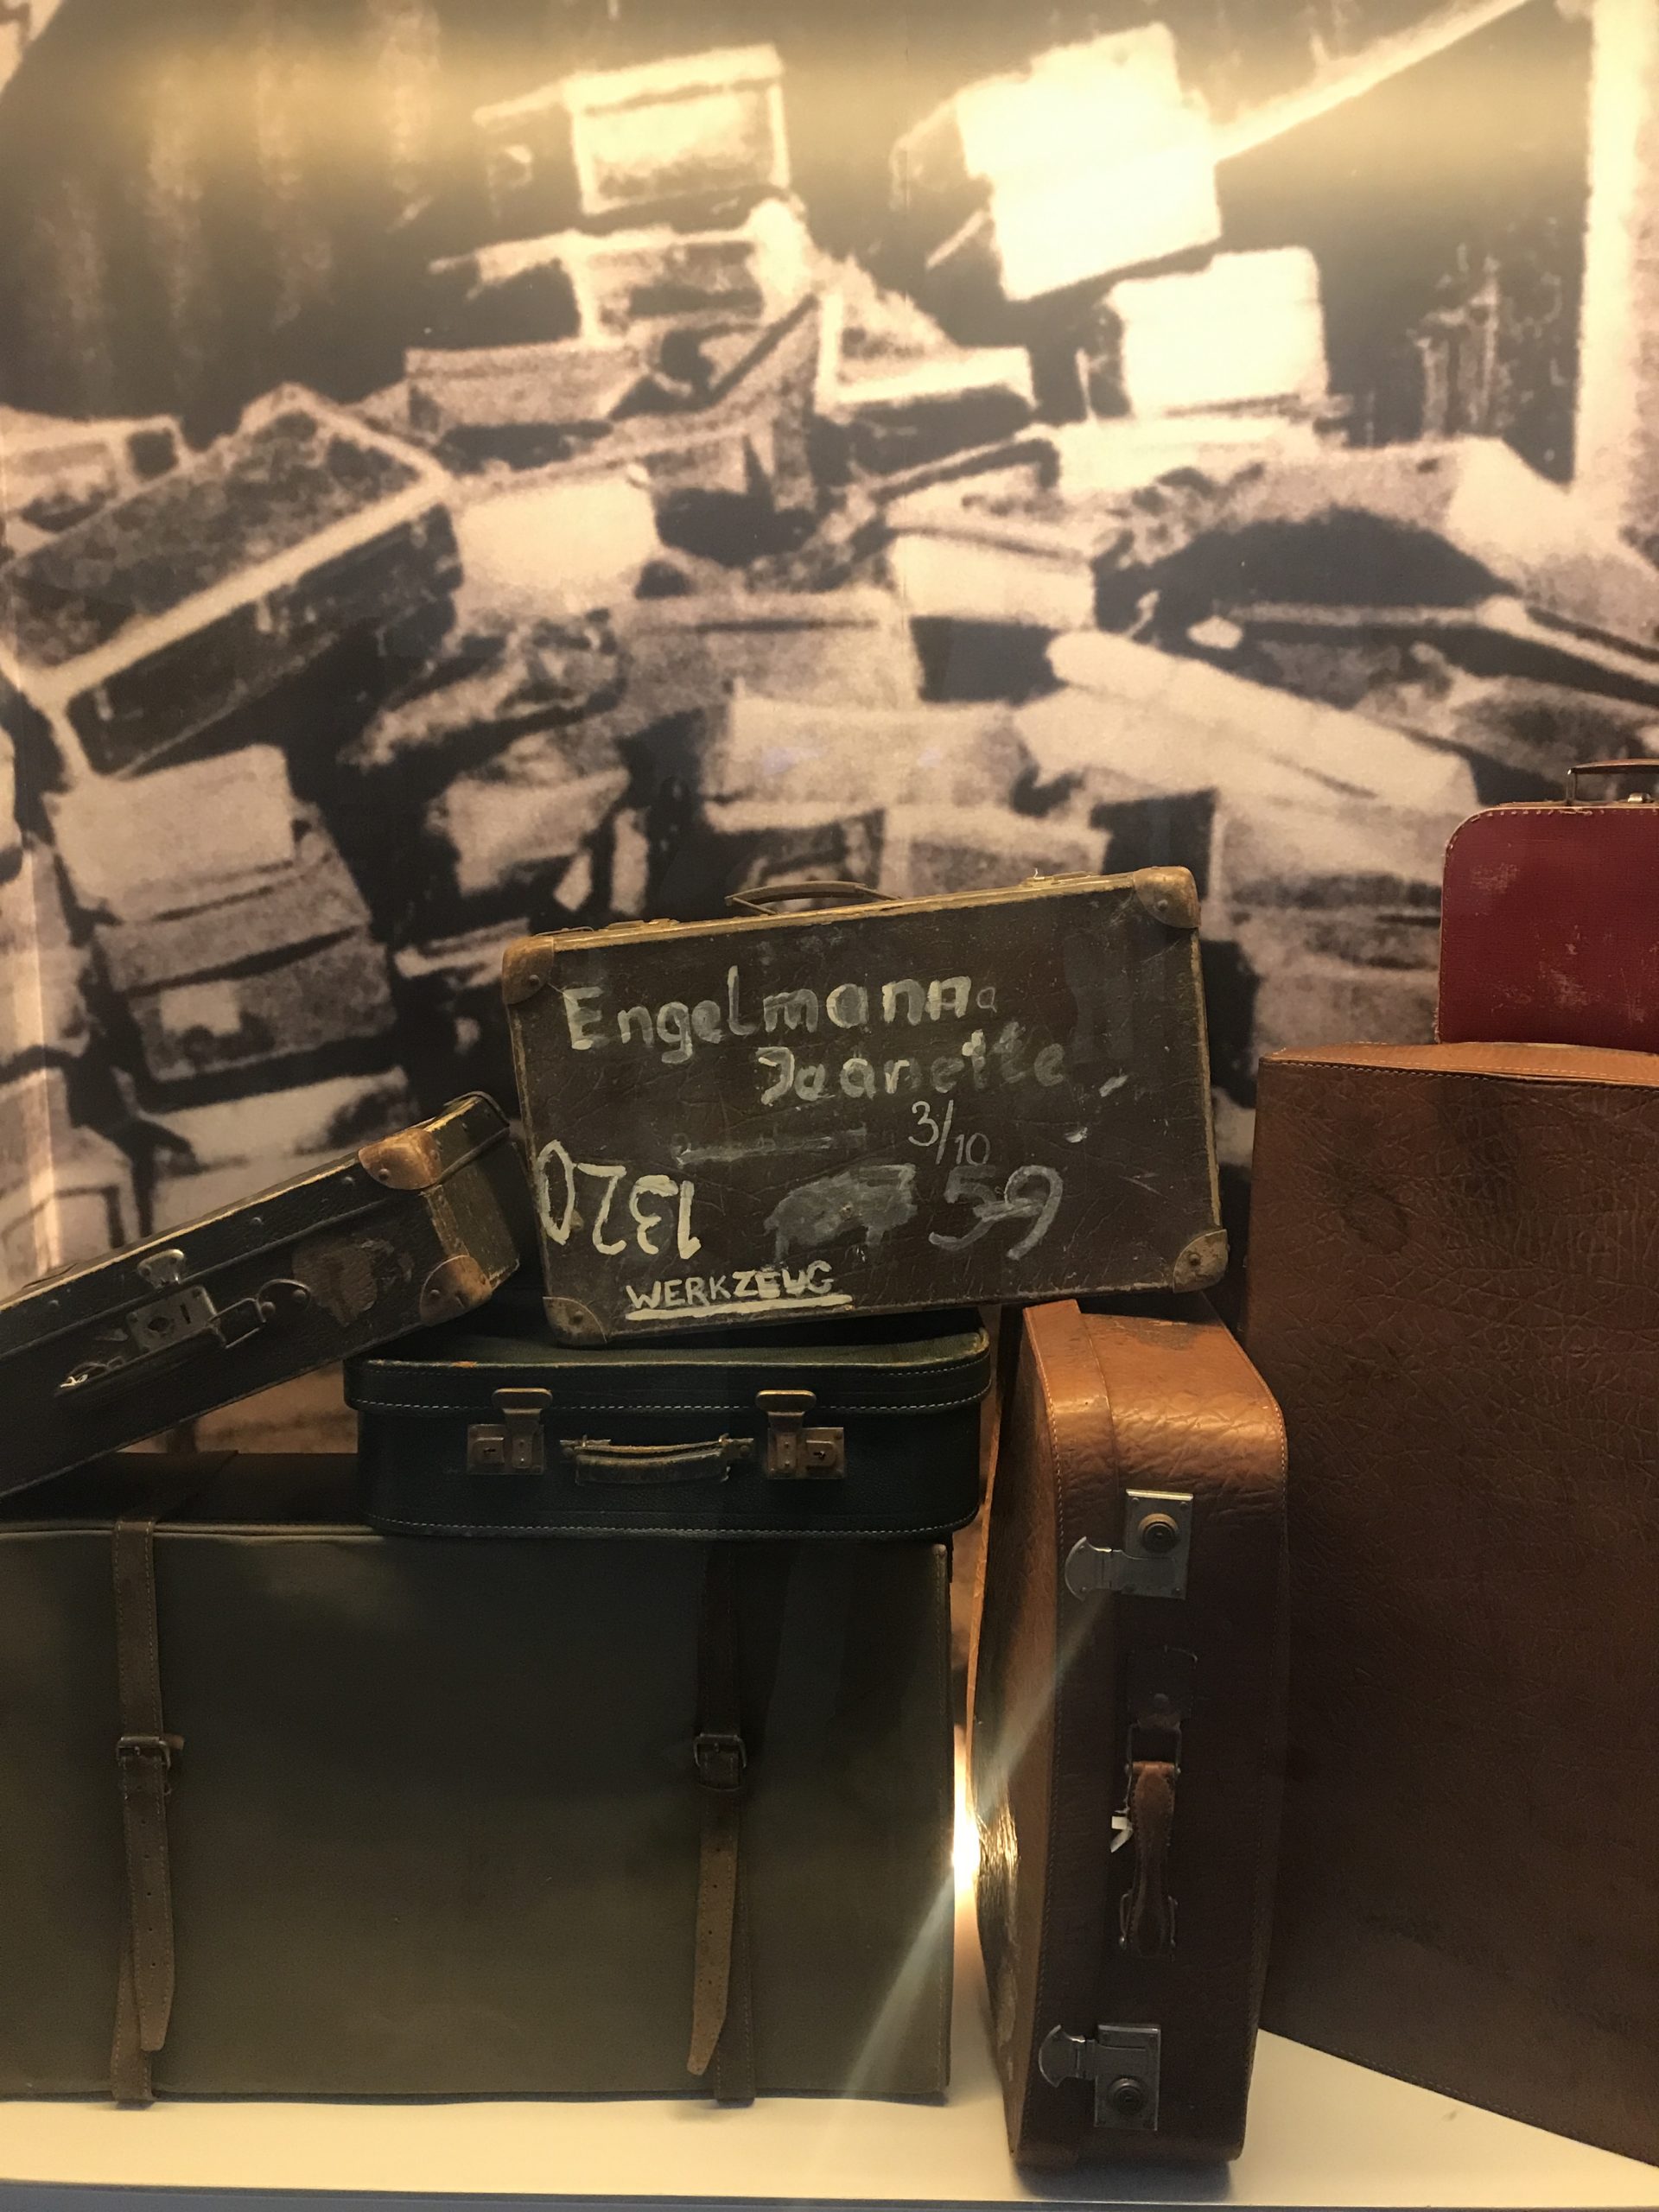 Engelmann a
Jeanette
3/10
1320
59
WERKZEUG